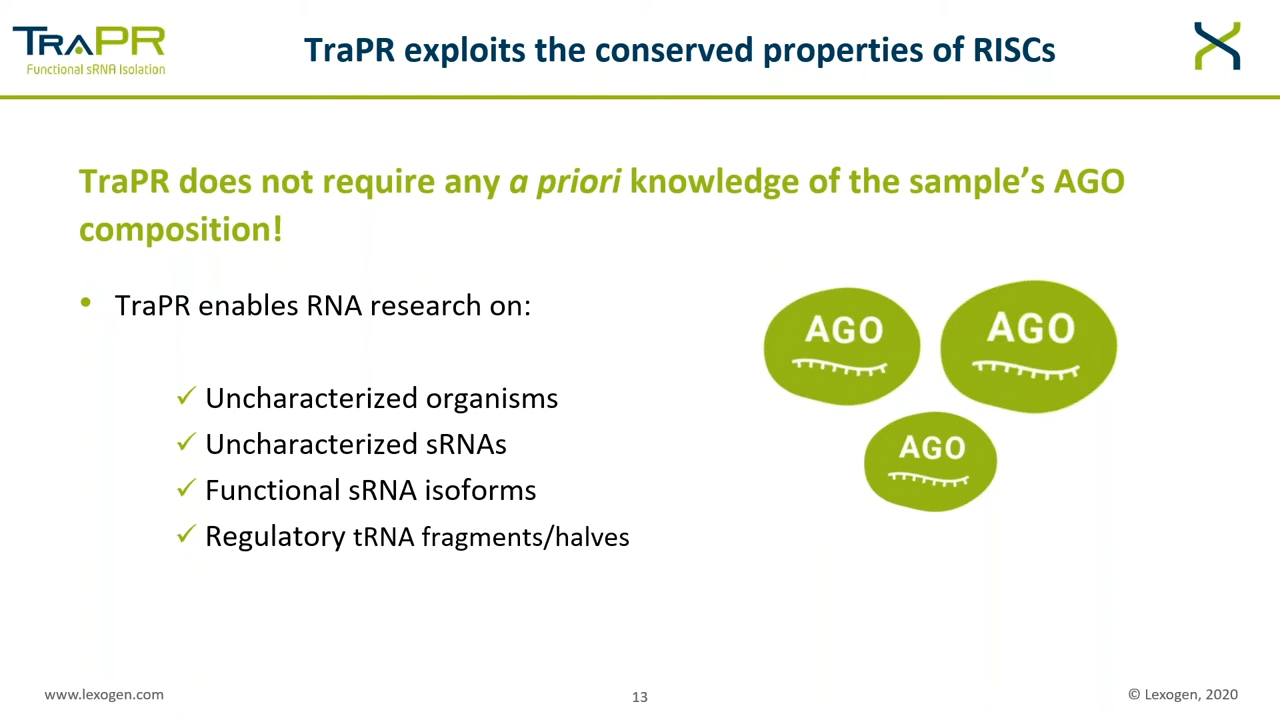 TRAPR
Functional sRNA Isolation
TraPR exploits the conserved properties of RISCs
TraPR does not require any a priori knowledge of the sample’s AGO
composition!
• TraPR enables RNA research on:
✓ Uncharacterized organisms
✓ Uncharacterized sRNAs
✓ Functional sRNA isoforms
✓ Regulatory tRNA fragments/halves
AGO
AGO
AGO
www.lexogen.com
13
© Lexogen, 2020